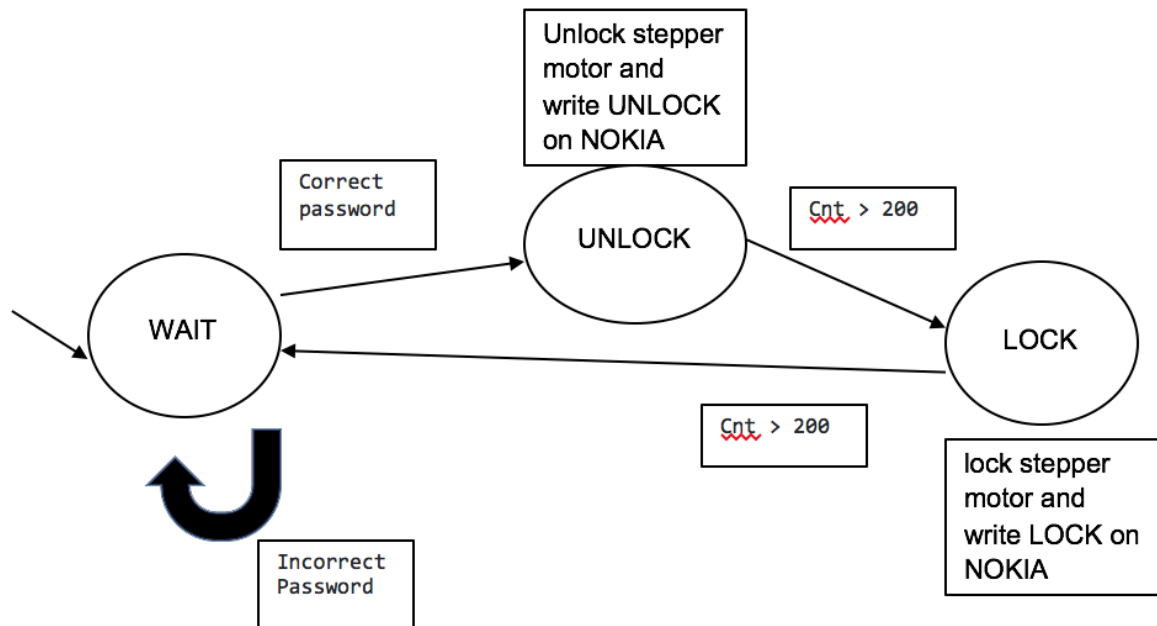 Unlock stepper
motor and
write UNLOCK
on NOKIA
Correct
password
UNLOCK
Cnt > 200
WAIT
LOCK
Cnt > 200
lock stepper
motor and
write LOCK on
NOKIA
Incorrect
Password